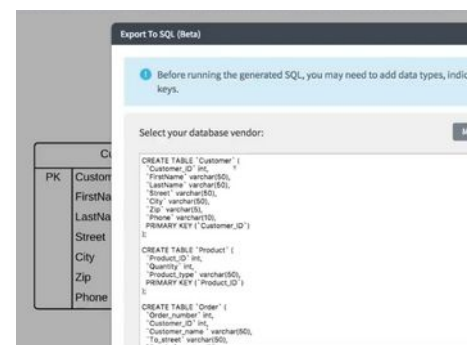 Export To SQL (Beta)
Before running the generated SQL, you may need to add data types, indic
keys.
Select your database vendor:
M
Cu
PK Custom
FirstNa
LastNa
Street
City
Zip
Phone
CREATE TABLE `Customer` (
`Customer_ID` int,
`FirstName` varchar(50),
`LastName` varchar(50),
`Street` varchar(50),
`City` varchar(50),
`Zip` varchar(5),
`Phone` varchar(10),
PRIMARY KEY (`Customer_ID`)
);
CREATE TABLE `Product` (
`Product_ID` int,
`Quantity` int,
`Product_type` varchar(50),
PRIMARY KEY (`Product_ID`)
);
CREATE TABLE `Order` (
`Order_number` int,
`Customer_ID` int,
`Customer_name ` varchar(50),
`To_street` varchar(50),